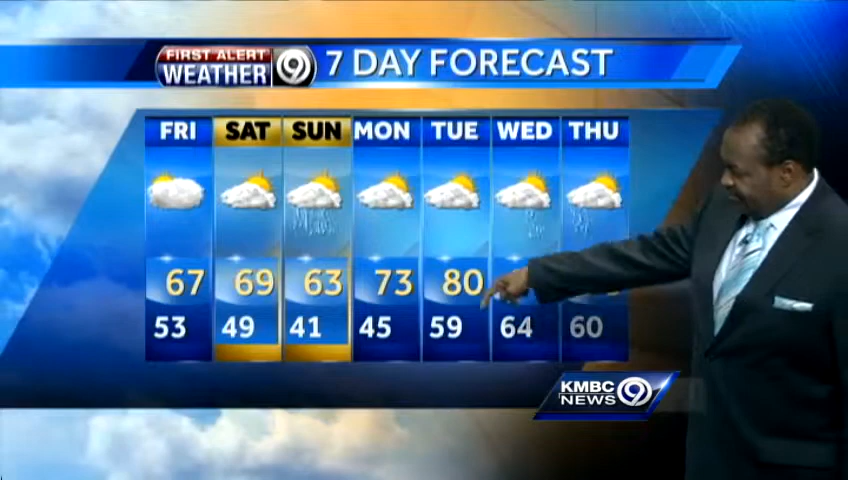 FIRST ALERT
WEATHER 9
7 DAY FORECAST
FRI SAT SUN MON TUE WED THU
67 69 63 73 80
53 49 41 45 59 64 60
KMBC 9
NEWS